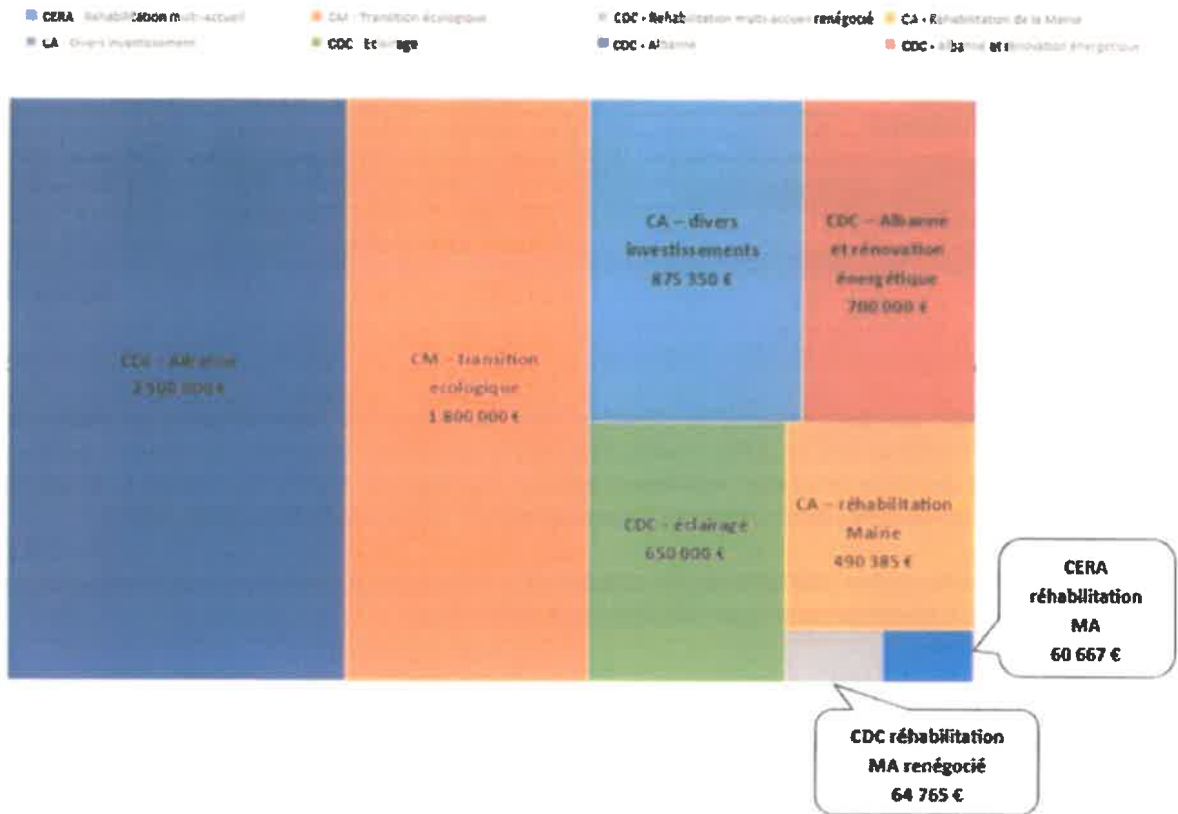 CERA Réhabilitation multi-accueil
CM - Transition écologique
CDC - Rehabilitation multi-accueil renégocié
CA - Réhabilitation de la Mairie
CA - Divers investissement
CDC - Eclairage
CDC - Albanne
CDC - albanne et rénovation énergétique
CA – divers
investissements
875 350 €
CDC – Albanne
et rénovation
énergétique
700 000 €
CDC - Albanne
2 500 000 €
CM - transition
ecologique
1 800 000 €
CDC - éclairage
650 000 €
CA – réhabilitation
Mairie
490 385 €
CERA
réhabilitation
MA
60 667 €
CDC réhabilitation
MA renégocié
64 765 €